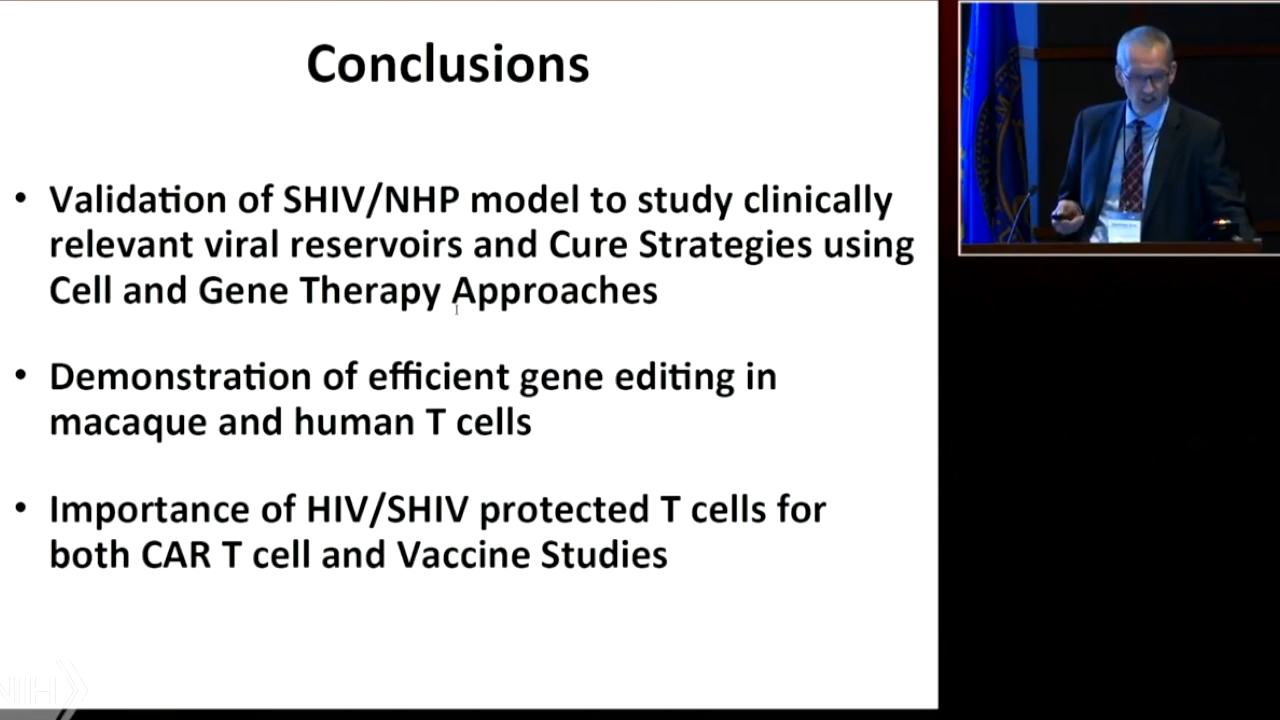 Conclusions
• Validation of SHIV/NHP model to study clinically
relevant viral reservoirs and Cure Strategies using
Cell and Gene Therapy Approaches
• Demonstration of efficient gene editing in
macaque and human T cells
• Importance of HIV/SHIV protected T cells for
both CAR T cell and Vaccine Studies
NIH